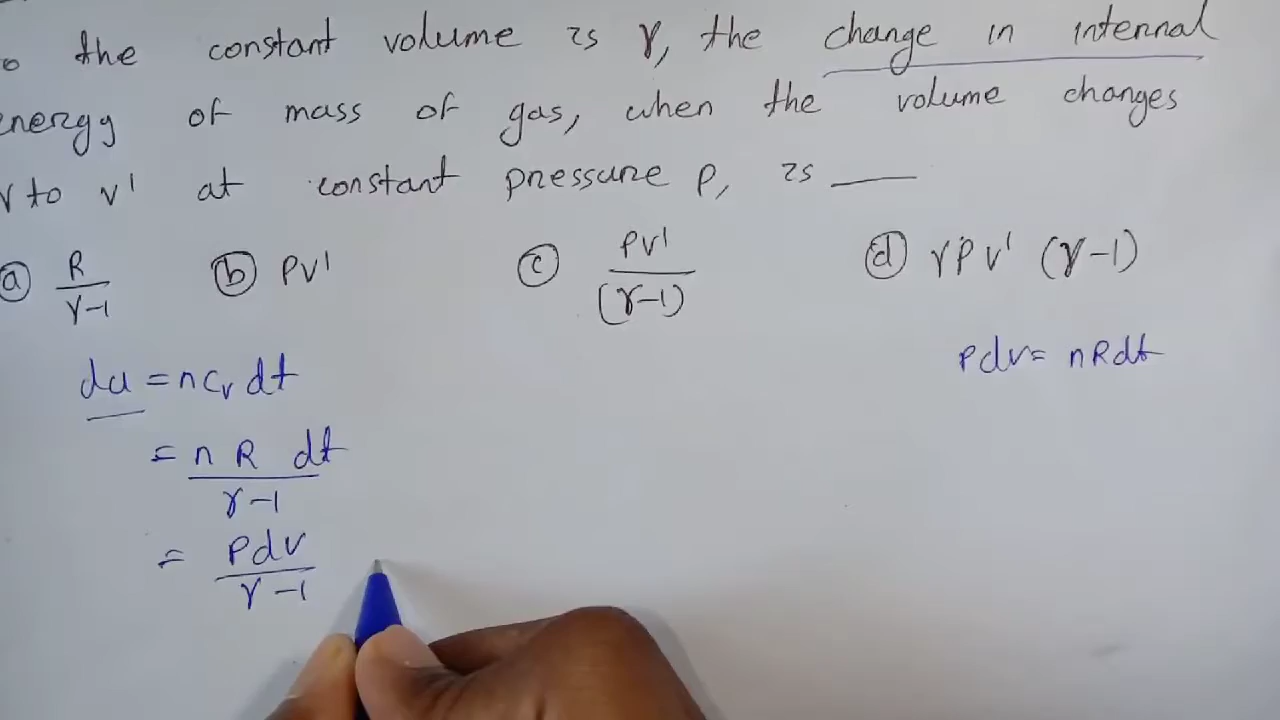 o the constant volume is γ, the change in internal
energy of mass of gas, when the volume changes
V to V' at constant pressure P, is ___
(a) R/(γ-1) (b) PV' (c) PV'/(γ-1) (d) γPV' (γ-1)
Pdv = nRdt
du = nCv dt
= nR dt/(γ-1)
= Pdv/(γ-1)